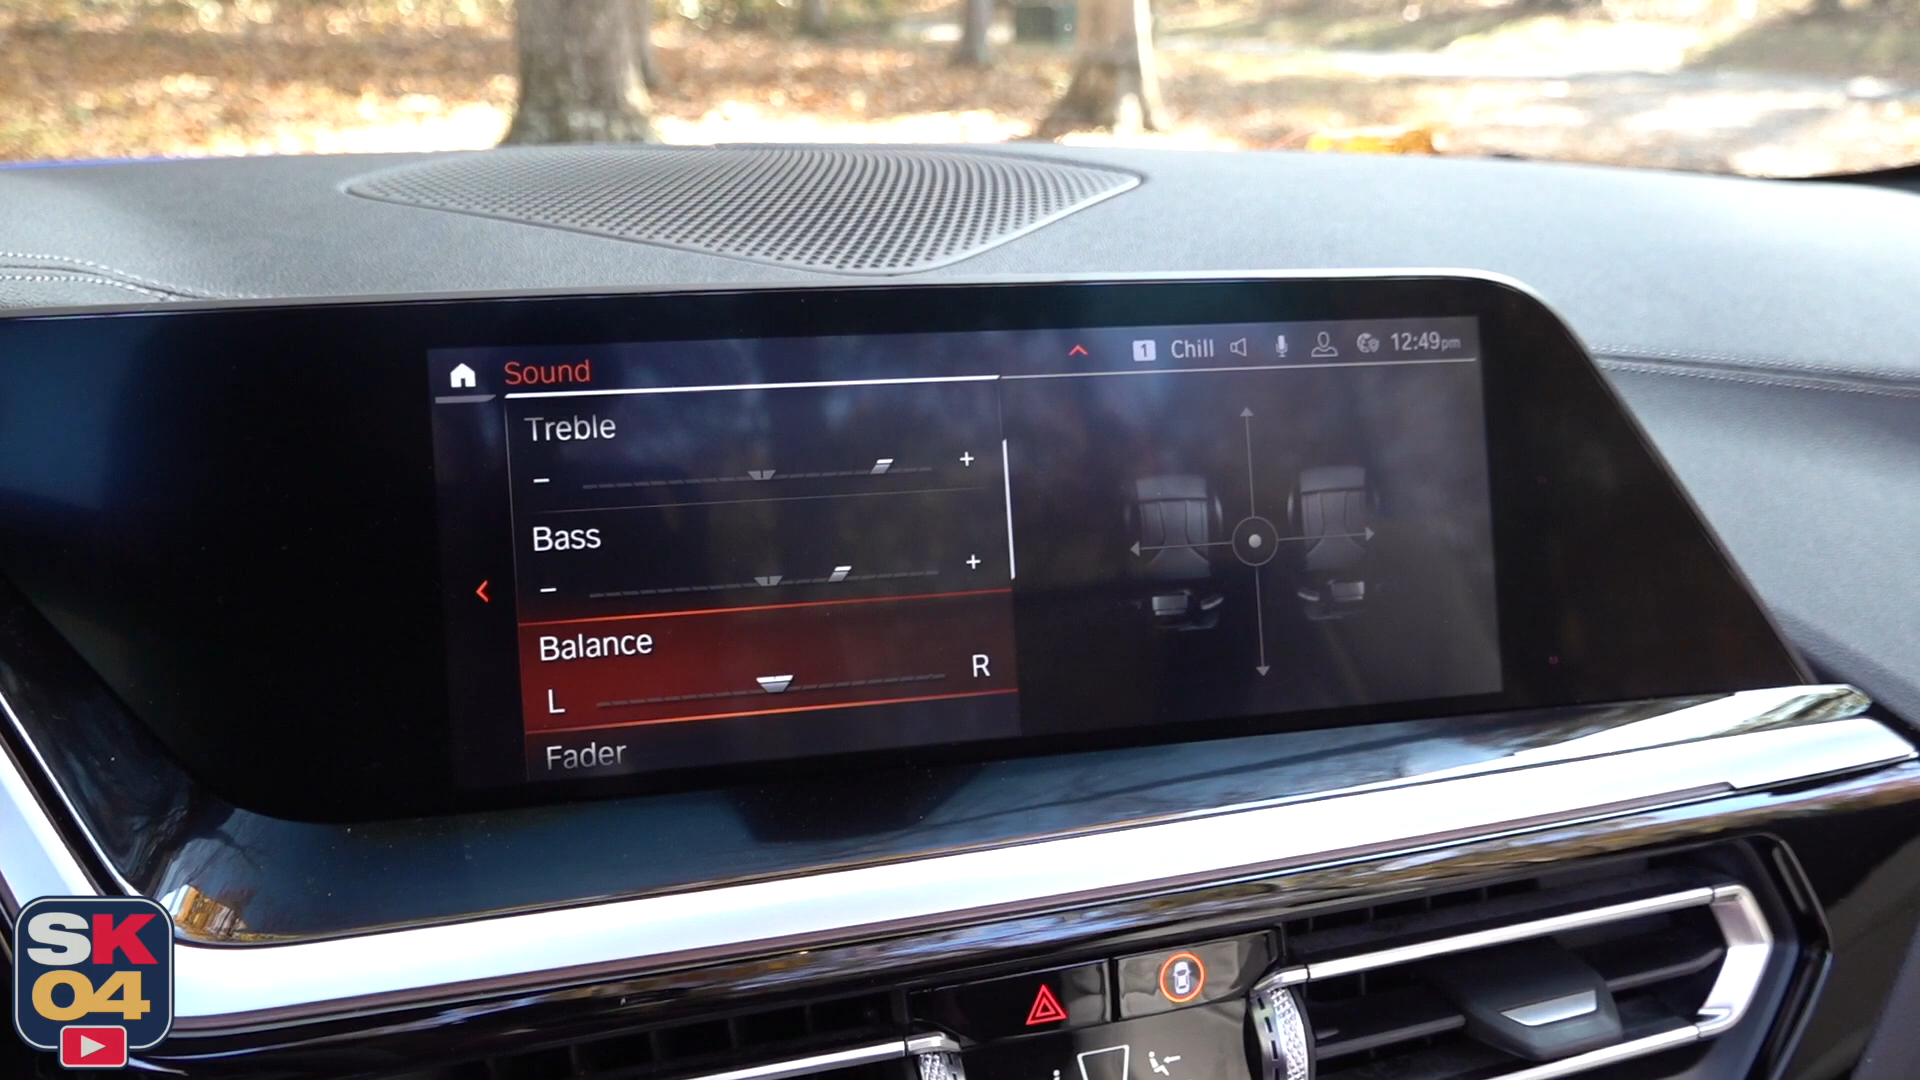 Sound
1 Chill 12:49pm
Treble
- +
Bass
- +
Balance
L R
Fader
SK
04